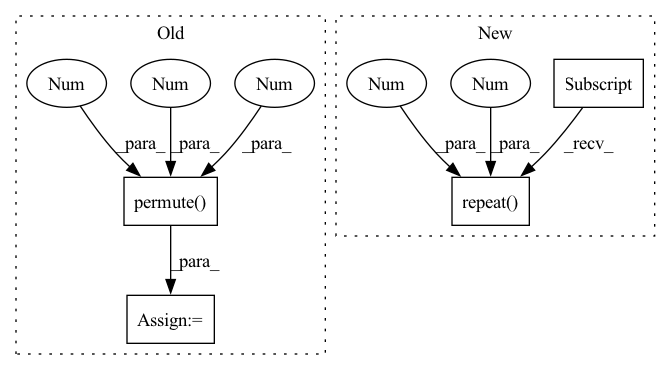 Old
New
Num
Num
Num
Num
Num
Subscript
_para_
_para_
_para_
_para_
_para_
_recv_
permute()
repeat()
_para_
Assign:=